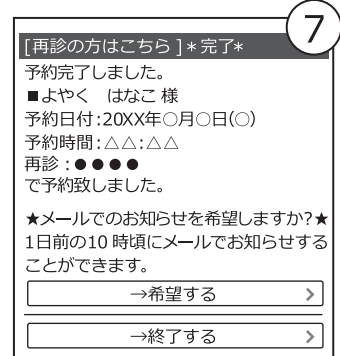 7
[再診の方はこちら]*完了*
予約完了しました。
■よやく　はなこ 様
予約日付:20XX年○月○日(○)
予約時間:△△:△△
再診:●●●●
で予約致しました。
★メールでのお知らせを希望しますか?★
1日前の10 時頃にメールでお知らせする
ことができます。
→希望する >
→終了する >